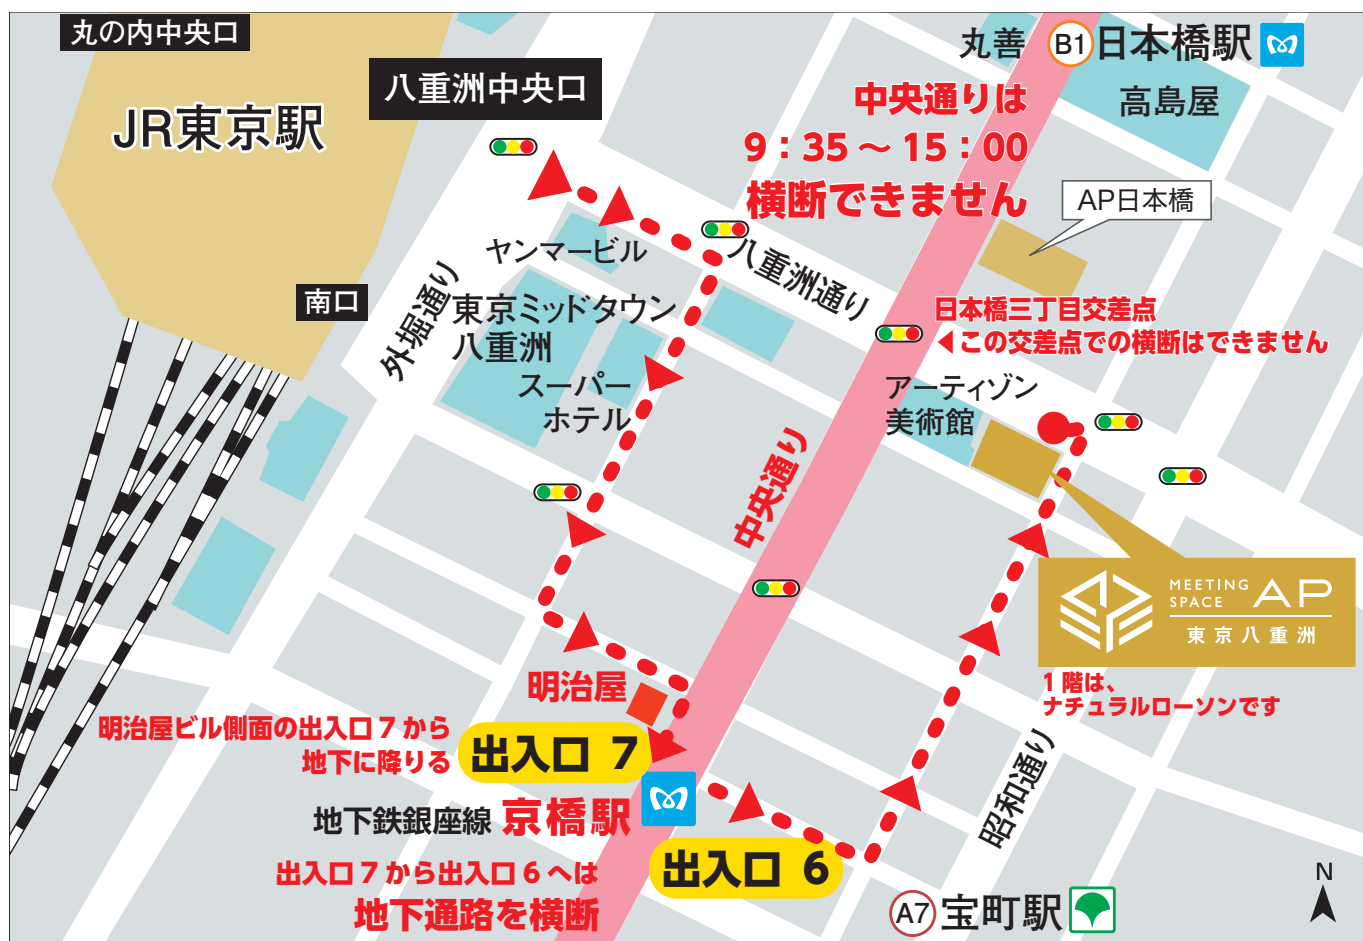 丸の内中央口
JR東京駅
八重洲中央口
丸善
B1
日本橋駅
高島屋
中央通りは
9：35～15：00
横断できません
AP日本橋
ヤンマービル
八重洲通り
南口
外堀通り
東京ミッドタウン
八重洲
スーパー
ホテル
日本橋三丁目交差点
◀この交差点での横断はできません
アーティゾン
美術館
中央通り
MEETING
SPACE
AP
東京八重洲
1階は、
ナチュラルローソンです
明治屋
明治屋ビル側面の出入口7から
地下に降りる
出入口 7
地下鉄銀座線 京橋駅
出入口7から出入口6へは
地下通路を横断
出入口 6
昭和通り
A7
宝町駅
N